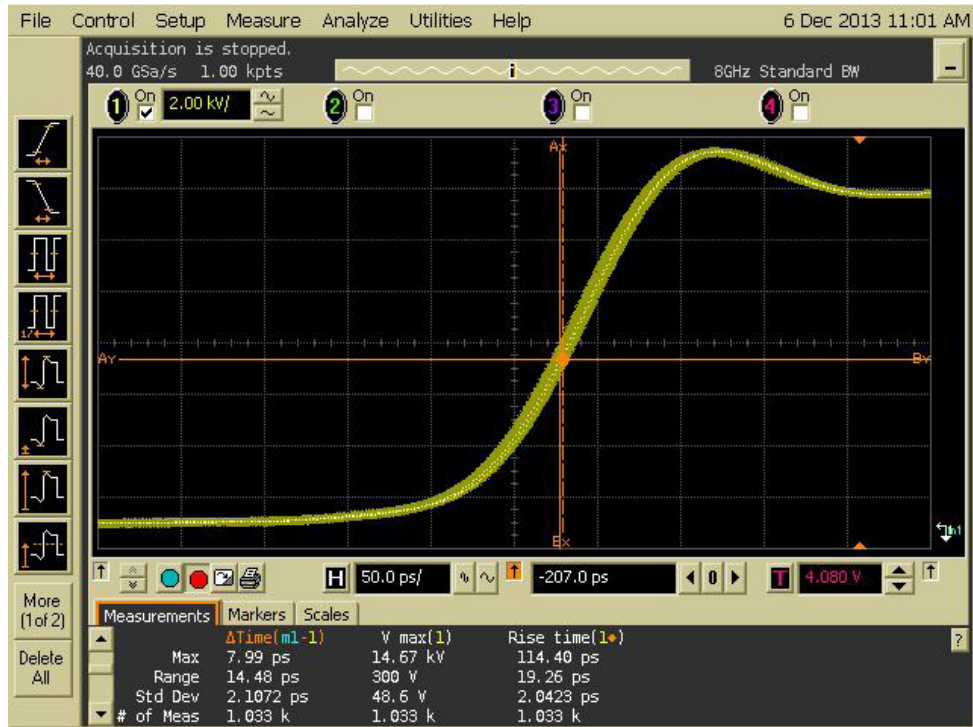 File Control Setup Measure Analyze Utilities Help 6 Dec 2013 11:01 AM
Acquisition is stopped.
40.0 GSa/s 1.00 kpts 8GHz Standard BW
1 On 2.00 kV/ 2 On 3 On 4 On
Ax
Ay By
Bx
H 50.0 ps/ -207.0 ps 0 T 4.080 V
More
(1 of 2)
Delete
All
Measurements Markers Scales
ΔTime(m1-1) V max(1) Rise time(1◆) ?
Max 7.99 ps 14.67 kV 114.40 ps
Range 14.48 ps 300 V 19.26 ps
Std Dev 2.1072 ps 48.6 V 2.0423 ps
# of Meas 1.033 k 1.033 k 1.033 k